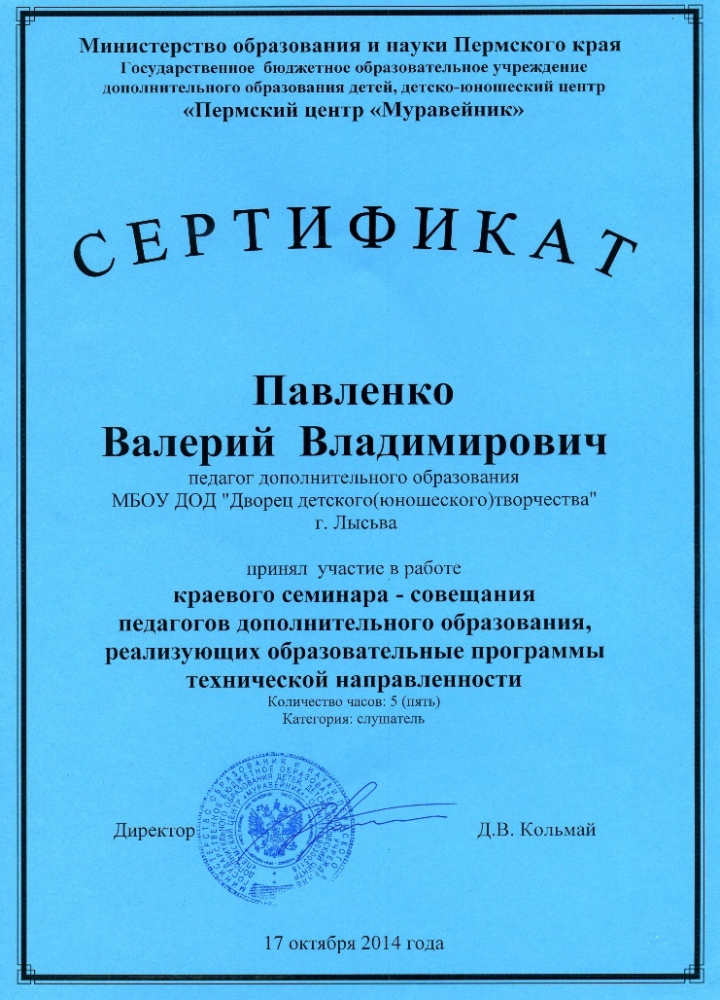 Министерство образования и науки Пермского края
Государственное бюджетное образовательное учреждение
дополнительного образования детей, детско-юношеский центр
«Пермский центр «Муравейник»
СЕРТИФИКАТ
Павленко
Валерий Владимирович
педагог дополнительного образования
МБОУ ДОД "Дворец детского(юношеского)творчества"
г. Лысьва
принял участие в работе
краевого семинара - совещания
педагогов дополнительного образования,
реализующих образовательные программы
технической направленности
Количество часов: 5 (пять)
Категория: слушатель
Директор
Д.В. Кольмай
17 октября 2014 года